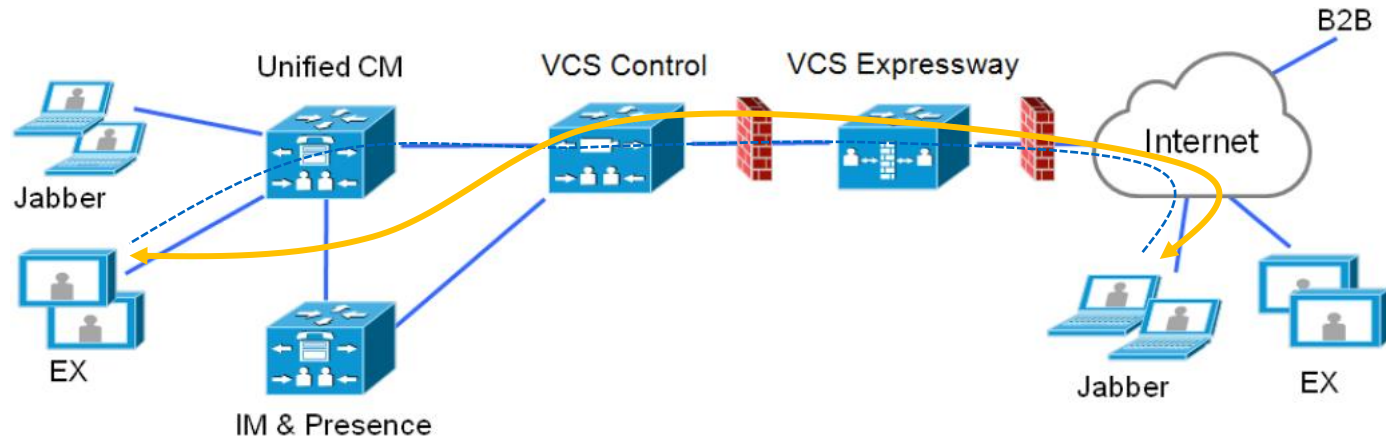 B2B
Unified CM
VCS Control
VCS Expressway
Internet
Jabber
EX
IM & Presence
Jabber
EX